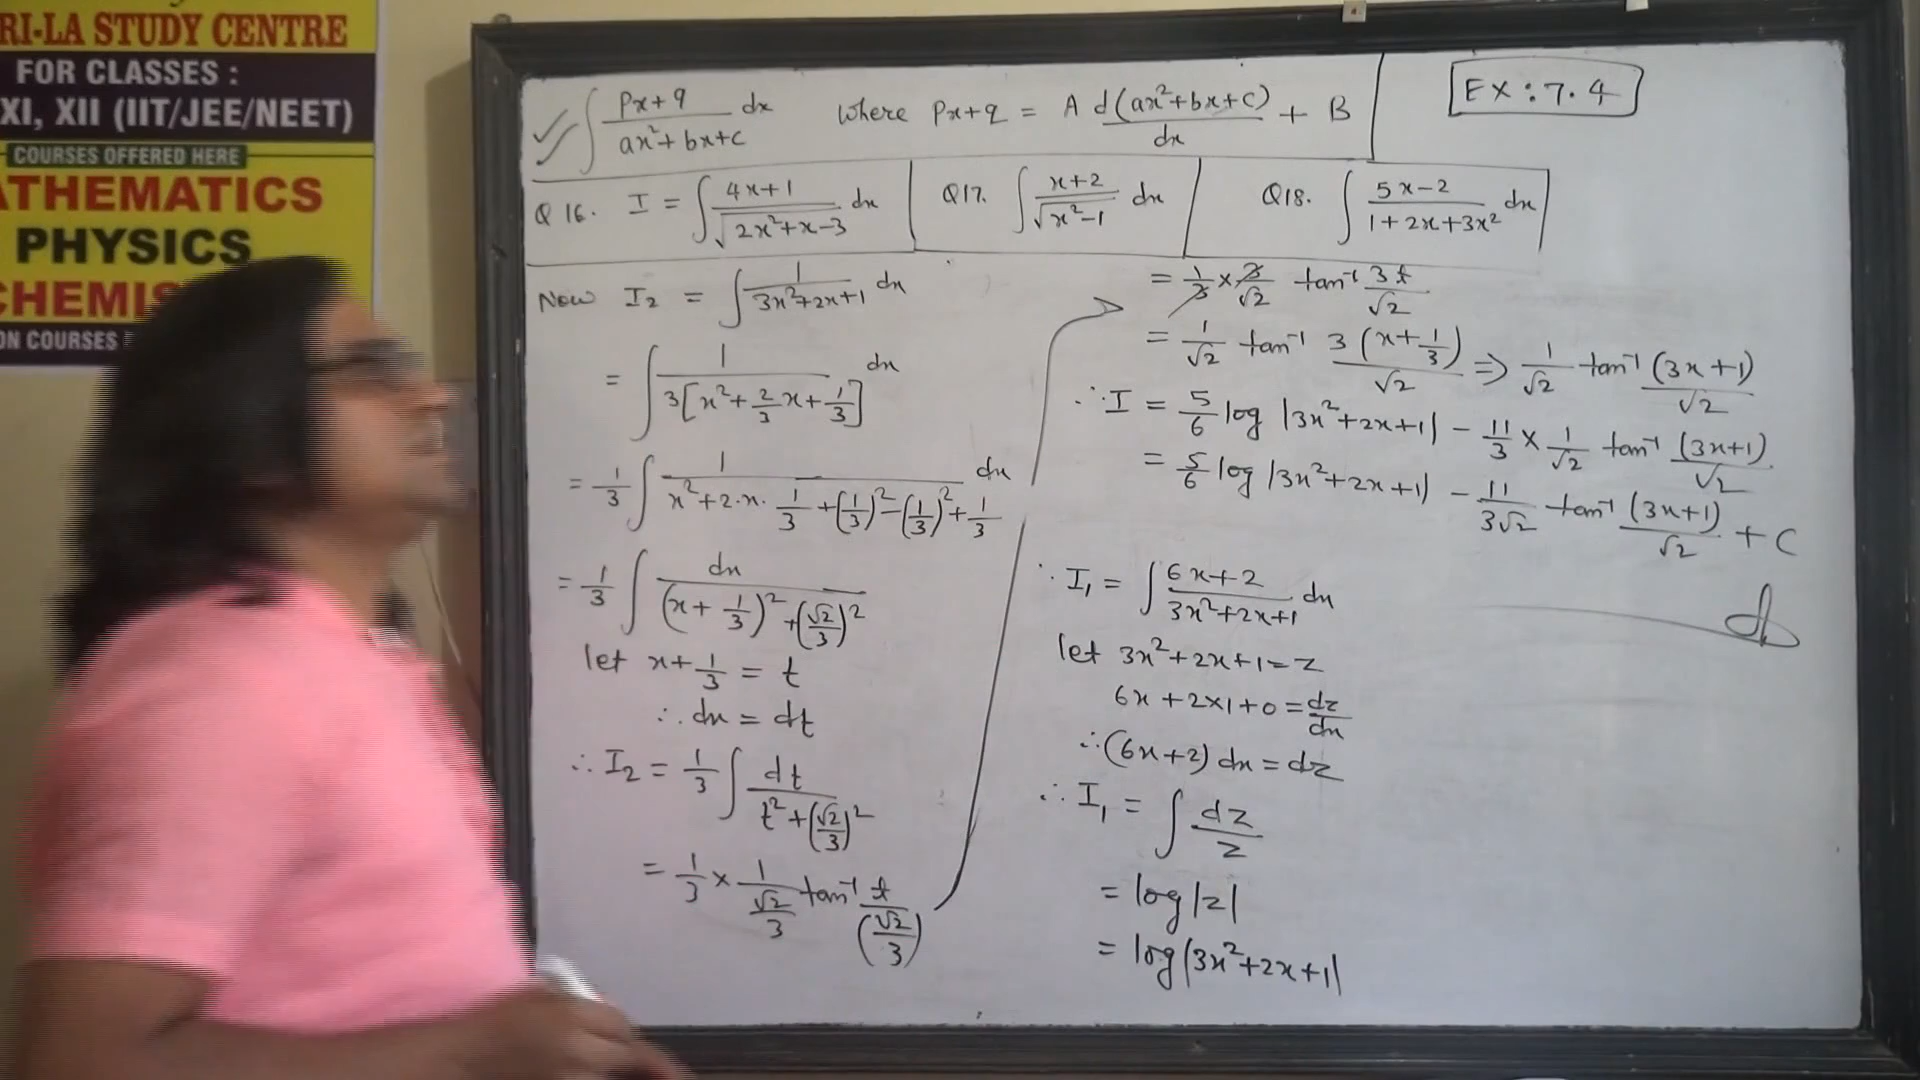 RI-LA STUDY CENTRE
FOR CLASSES :
XI, XII (IIT/JEE/NEET)
COURSES OFFERED HERE
ATHEMATICS
PHYSICS
CHEMIS
ON COURSES
∫ (Px+q)/(ax²+bx+c) dx where Px+q = A d(ax²+bx+c)/dx + B
EX: 7.4
Q16. I = ∫ (4x+1)/√(2x²+x-3) dx
Q17. ∫ (x+2)/√(x²-1) dx
Q18. ∫ (5x-2)/(1+2x+3x²) dx
Now I₂ = ∫ 1/(3x²+2x+1) dx
= ∫ 1/(3[x²+2/3 x+1/3]) dx
= 1/3 ∫ 1/(x²+2·x·1/3+(1/3)²-(1/3)²+1/3) dx
= 1/3 ∫ dx/((x+1/3)²+(√2/3)²)
let x+1/3 = t
∴ dx = dt
∴ I₂ = 1/3 ∫ dt/(t²+(√2/3)²)
= 1/3 × 1/(√2/3) tan⁻¹ t/(√2/3)
= 1/3 × 3/√2 tan⁻¹ 3t/√2
= 1/√2 tan⁻¹ 3(x+1/3)/√2 ⇒ 1/√2 tan⁻¹ (3x+1)/√2
∴ I = 5/6 log |3x²+2x+1| - 11/3 × 1/√2 tan⁻¹ (3x+1)/√2
= 5/6 log |3x²+2x+1| - 11/(3√2) tan⁻¹ (3x+1)/√2 + C
∵ I₁ = ∫ (6x+2)/(3x²+2x+1) dx
let 3x²+2x+1 = z
6x+2×1+0 = dz/dx
∴ (6x+2) dx = dz
∴ I₁ = ∫ dz/z
= log |z|
= log |3x²+2x+1|